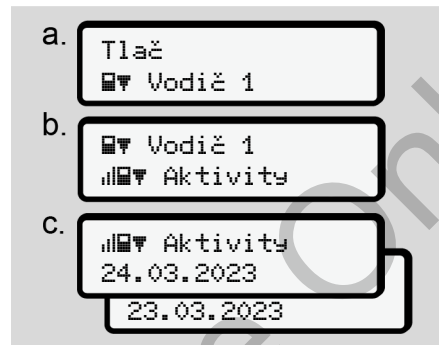 a.
Tlač
Vodič 1
b.
Vodič 1
Aktivity
c.
Aktivity
24.03.2023
23.03.2023